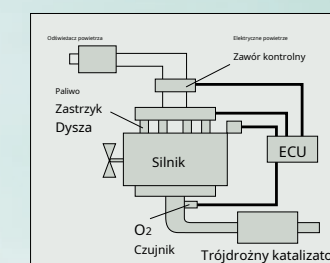 Odświeżacz powietrza
Elektryczne powietrze
Zawór kontrolny
Paliwo
Zastrzyk
Dysza
Silnik
ECU
O2
Czujnik
Trójdrożny katalizato